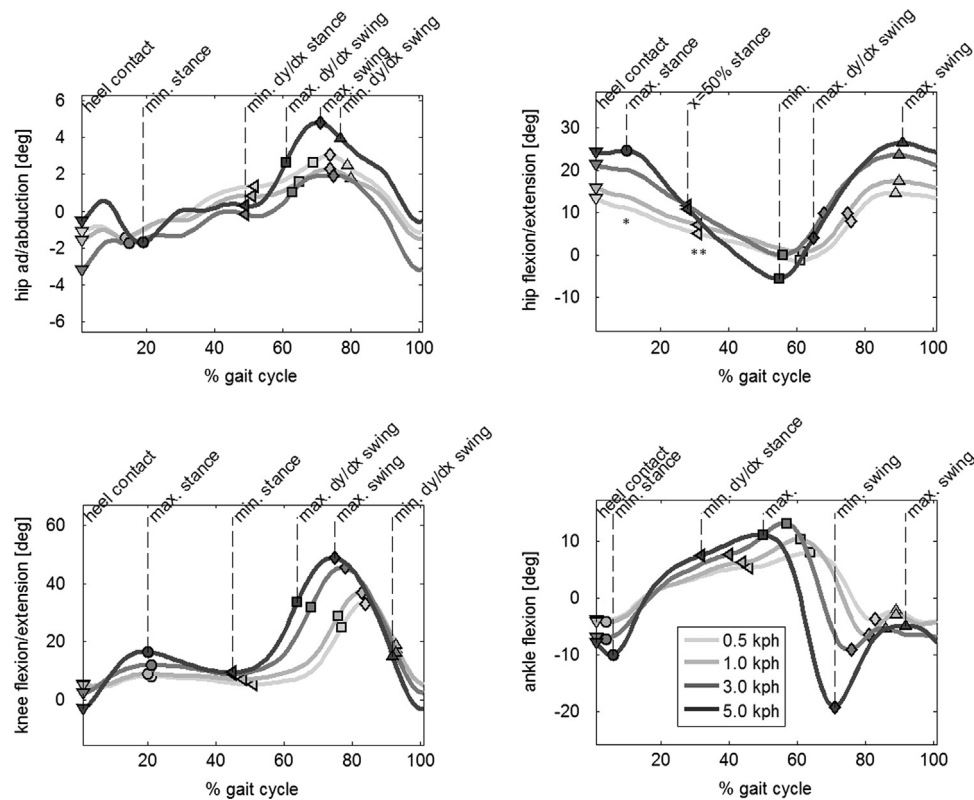 heel contact
min. stance
min. dy/dx stance
max. dy/dx swing
max. swing
min. dy/dx swing
hip ad/abduction [deg]
6
4
2
0
-2
-4
-6
20
40
60
80
100
% gait cycle
heel contact
max. stance
x=50% stance
min.
max. dy/dx swing
max. swing
hip flexion/extension [deg]
30
20
10
0
-10
*
**
20
40
60
80
100
% gait cycle
heel contact
max. stance
min. stance
max. dy/dx swing
max. swing
min. dy/dx swing
knee flexion/extension [deg]
60
40
20
0
20
40
60
80
100
% gait cycle
heel contact
min. stance
min. dy/dx stance
max.
min. swing
max. swing
ankle flexion [deg]
10
0
-10
-20
0.5 kph
1.0 kph
3.0 kph
5.0 kph
20
40
60
80
100
% gait cycle